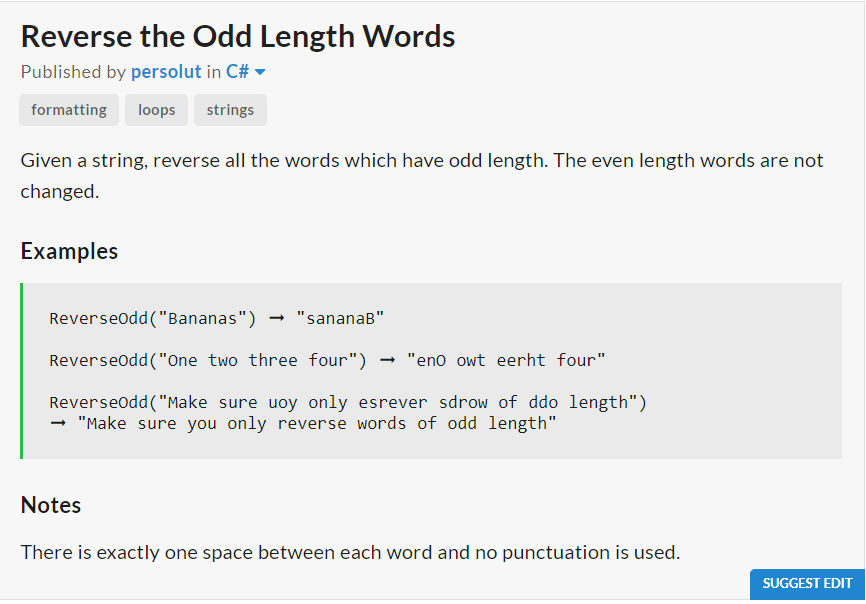 Reverse the Odd Length Words
Published by persolut in C#
formatting loops strings
Given a string, reverse all the words which have odd length. The even length words are not
changed.
Examples
ReverseOdd("Bananas") ➞ "sananaB"
ReverseOdd("One two three four") ➞ "enO owt eerht four"
ReverseOdd("Make sure uoy only esrever sdrow of ddo length")
➞ "Make sure you only reverse words of odd length"
Notes
There is exactly one space between each word and no punctuation is used.
SUGGEST EDIT